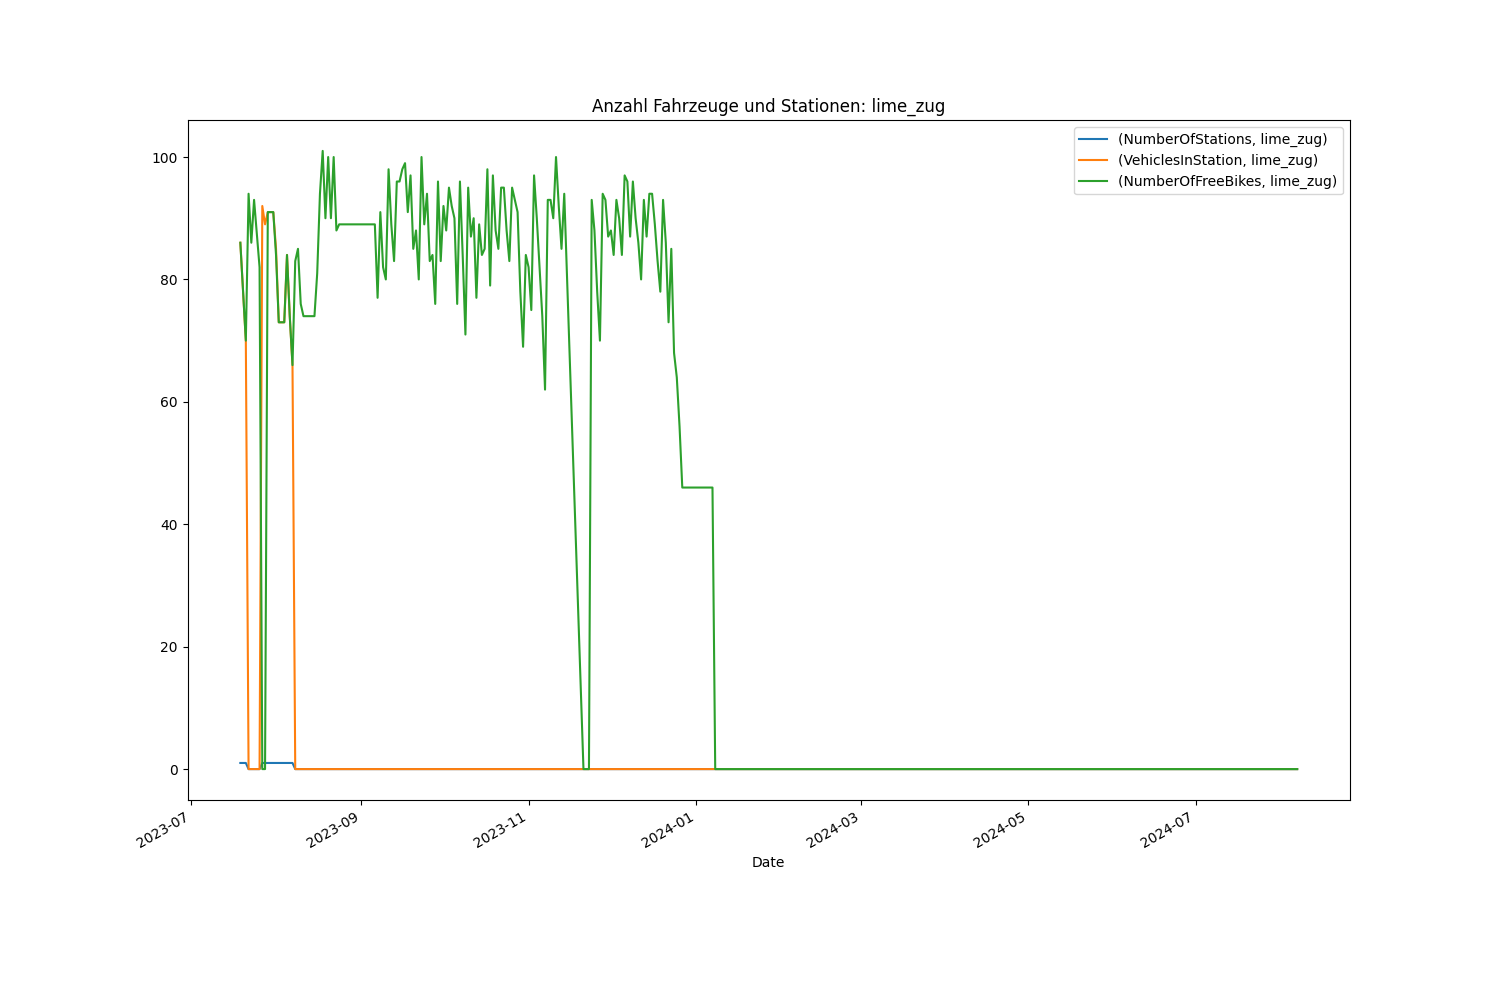 Anzahl Fahrzeuge und Stationen: lime_zug
(NumberOfStations, lime_zug)
(VehiclesInStation, lime_zug)
(NumberOfFreeBikes, lime_zug)
100
80
60
40
20
0
2023-07
2023-09
2023-11
2024-01
2024-03
2024-05
2024-07
Date